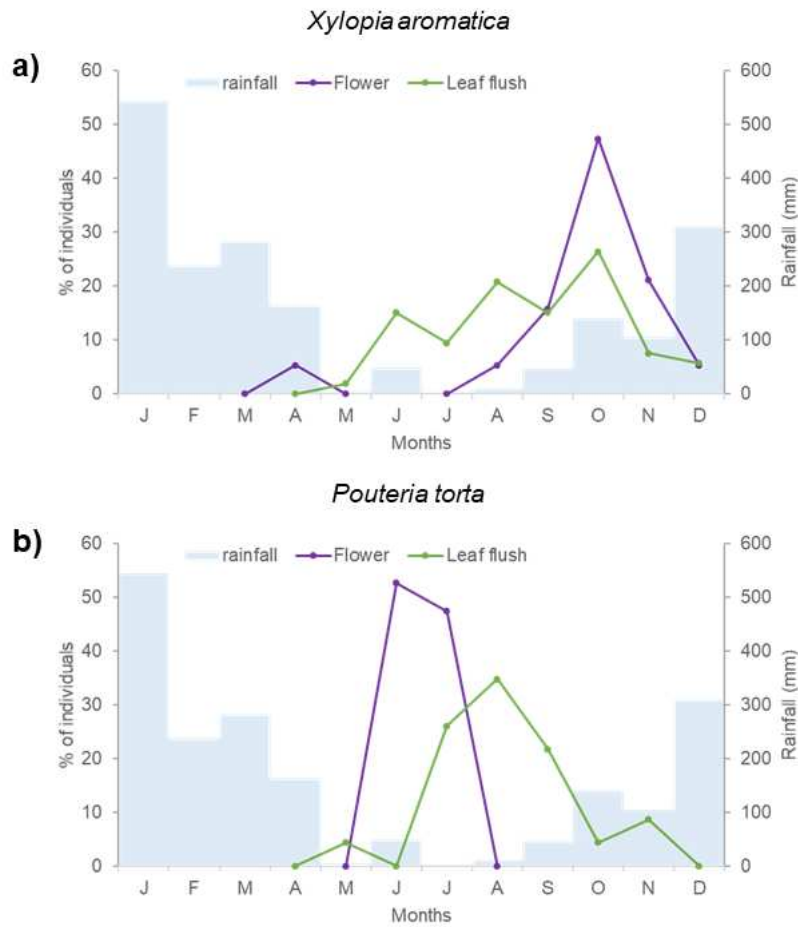 Xylopia aromatica
a)
rainfall Flower Leaf flush
% of individuals
Rainfall (mm)
60 600
50 500
40 400
30 300
20 200
10 100
0 0
J F M A M J J A S O N D
Months
Pouteria torta
b)
rainfall Flower Leaf flush
% of individuals
Rainfall (mm)
60 600
50 500
40 400
30 300
20 200
10 100
0 0
J F M A M J J A S O N D
Months